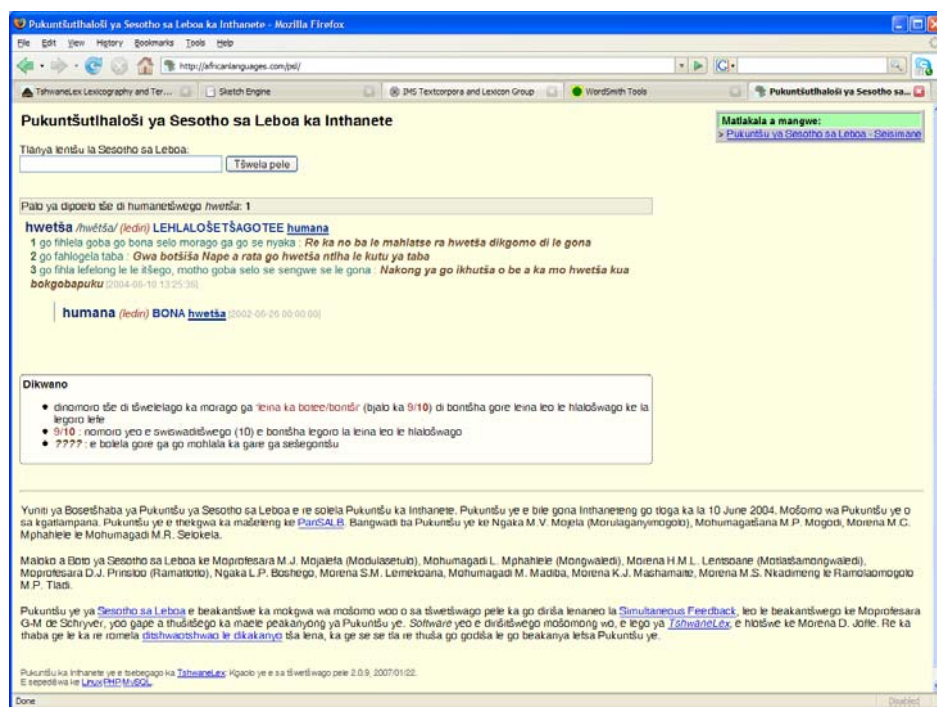 Pukuntšutlhaloši ya Sesotho sa Leboa ka Inthanete - Mozilla Firefox
File Edit View History Bookmarks Tools Help
http://africanlanguages.com/psl/
TshwaneLex Lexicography and Ter... Sketch Engine IMS Textcorpora and Lexicon Group WordSmith Tools Pukuntšutlhaloši ya Sesotho sa...
Pukuntšutlhaloši ya Sesotho sa Leboa ka Inthanete
Matlakala a mangwe:
> Pukuntšu ya Sesotho sa Leboa - Seisimane
Tlanya lentšu la Sesotho sa Leboa:
Tšwela pele
Palo ya dipoelo tše di humanetšwego hwetša: 1
hwetša /hwétša/ (ledin) LEHLALOŠETŠAGOTEE humana
1 go fihlela goba go bona selo morago ga go se nyaka : Re ka no ba le mahlatse ra hwetša dikgomo di le gona
2 go fahlogela taba : Gwa botšiša Nape a rata go hwetša ntlha le kutu ya taba
3 go fihla lefelong le le itšego, motho goba selo se sengwe se le gona : Nakong ya go ikhutša o be a ka mo hwetša kua
bokgobapuku [2004-06-10 13:25:36]
humana (ledin) BONA hwetša [2002-06-26 00:00:00]
Dikwano
• dinomoro tše di tšwelelago ka morago ga 'leina ka botee/bontši' (bjalo ka 9/10) di bontšha gore leina leo le hlalošwago ke la
legoro lefe
• 9/10 : nomoro yeo e swiswaditšwego (10) e bontšha legoro la leina leo le hlalošwago
• ???? : e bolela gore ga go mohlala ka gare ga sešegontšu
Yuniti ya Bosetšhaba ya Pukuntšu ya Sesotho sa Leboa e re solela Pukuntšu ka Inthanete. Pukuntšu ye e bile gona Inthaneteng go tloga ka la 10 June 2004. Mošomo wa Pukuntšu ye o
sa kgatlampana. Pukuntšu ye e thekgwa ka mašeleng ke PanSALB. Bangwadi ba Pukuntšu ye ke Ngaka M.V. Mojela (Morulaganyimogolo), Mohumagatšana M.P. Mogodi, Morena M.C.
Mphahlele le Mohumagadi M.R. Selokela.
Maloko a Boto ya Sesotho sa Leboa ke Moprofesara M.J. Mojalefa (Modulasetulo), Mohumagadi L. Mphahlele (Mongwaledi), Morena H.M.L. Lentsoane (Motlatšamongwaledi),
Moprofesara D.J. Prinsloo (Ramatlotlo), Ngaka L.P. Boshego, Morena S.M. Lemekoana, Mohumagadi M. Madiba, Morena K.J. Mashamaite, Morena M.S. Nkadimeng le Ramolaomogolo
M.P. Tladi.
Pukuntšu ye ya Sesotho sa Leboa e beakantšwe ka mokgwa wa mošomo woo o sa tšwetšwago pele ka go diriša lenaneo la Simultaneous Feedback, leo le beakantšwego ke Moprofesara
G-M de Schryver, yoo gape a thušitšego ka maele peakanyong ya Pukuntšu ye. Software yeo e dirišitšwego mošomong wo, e lego ya TshwaneLex, e hlotšwe ke Morena D. Joffe. Re ka
thaba ge le ka re romela ditshwaotshwao le dikakanyo tša lena, ka ge se se tla re thuša go godiša le go beakanya lefsa Pukuntšu ye.
Pukuntšu ka Inthanete ye e tsebegago ka TshwaneLex. Kgaolo ye e sa tšwetšwago pele 2.0.9, 2007/01/22.
E sepedišwa ke Linux/PHP/MySQL.
Done Disabled